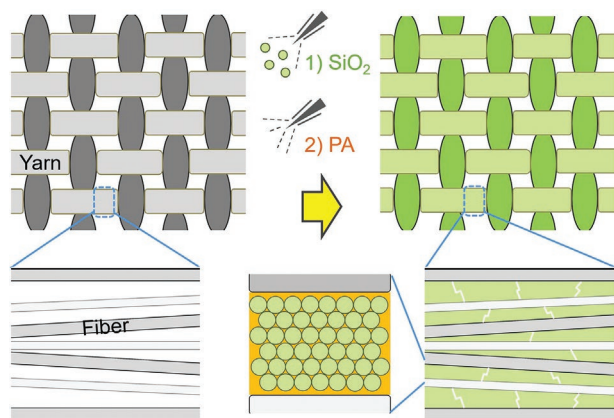 1) SiO₂
2) PA
Yarn
Fiber